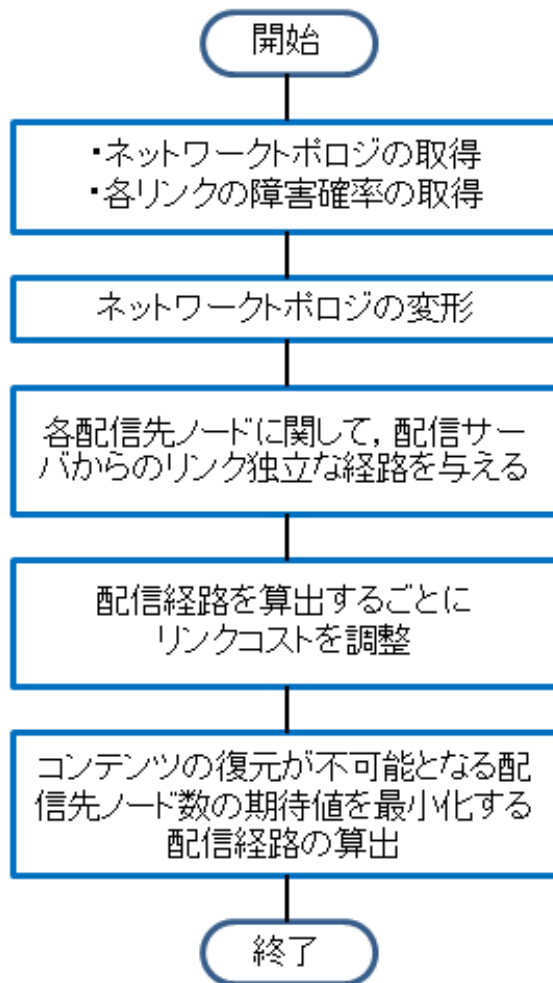 開始
・ネットワークトポロジの取得
・各リンクの障害確率の取得
ネットワークトポロジの変形
各配信先ノードに関して，配信サー
バからのリンク独立な経路を与える
配信経路を算出するごとに
リンクコストを調整
コンテンツの復元が不可能となる配
信先ノード数の期待値を最小化する
配信経路の算出
終了